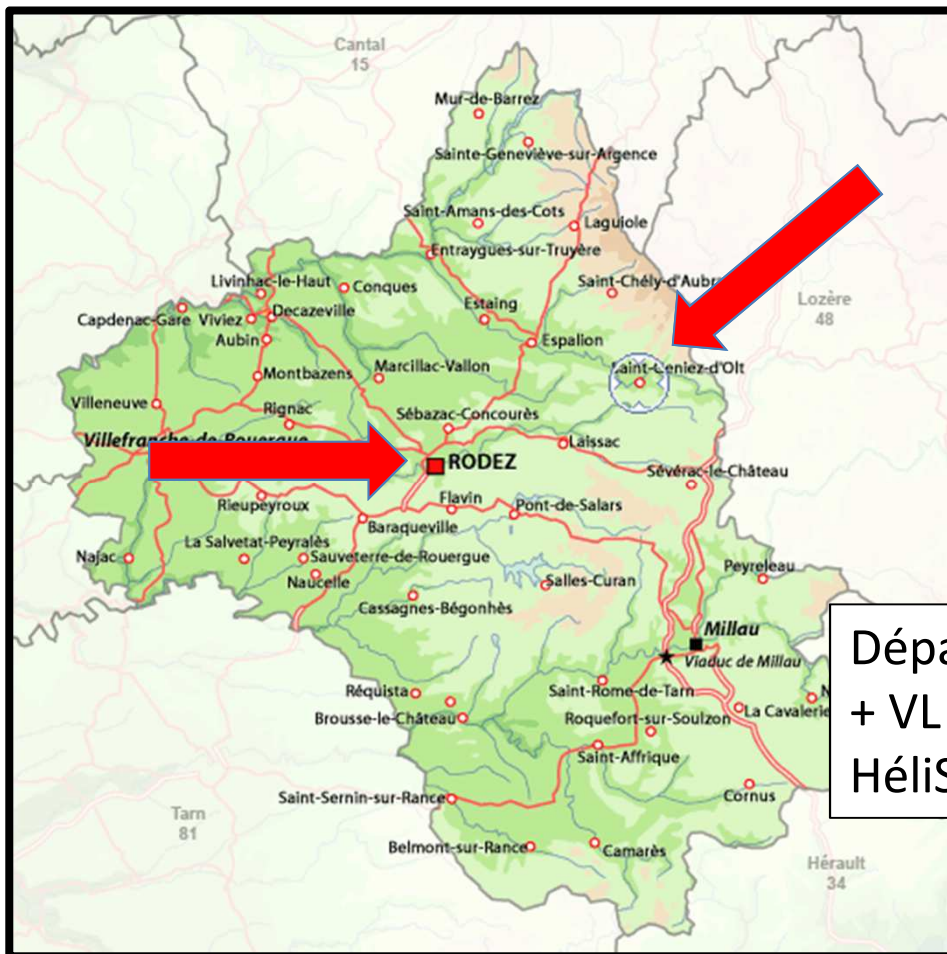 Cantal
15
Mur-de-Barrez
Sainte-Geneviève-sur-Argence
Saint-Amans-des-Cots
Laguiole
Entraygues-sur-Truyère
Livinhac-le-Haut
Conques
Saint-Chély-d'Aubr
Lozère
48
Capdenac-Gare
Viviez
Decazeville
Estaing
Aubin
Espalion
Montbazens
Marcillac-Vallon
Saint-Geniez-d'Olt
Villeneuve
Rignac
Sébazac-Concourès
Villefranche-de-Rouergue
Laissac
RODEZ
Sévérac-le-Château
Rieupeyroux
Flavin
Pont-de-Salars
Baraqueville
Najac
La Salvetat-Peyralès
Sauveterre-de-Rouergue
Naucelle
Salles-Curan
Peyreleau
Cassagnes-Bégonhès
Millau
Viaduc de Millau
Dépa
+ VL
HéliS
Réquista
Saint-Rome-de-Tarn
N
Brousse-le-Château
Roquefort-sur-Soulzon
La Cavalerie
Saint-Affrique
Saint-Sernin-sur-Rance
Cornus
Tarn
81
Belmont-sur-Rance
Camarès
Hérault
34